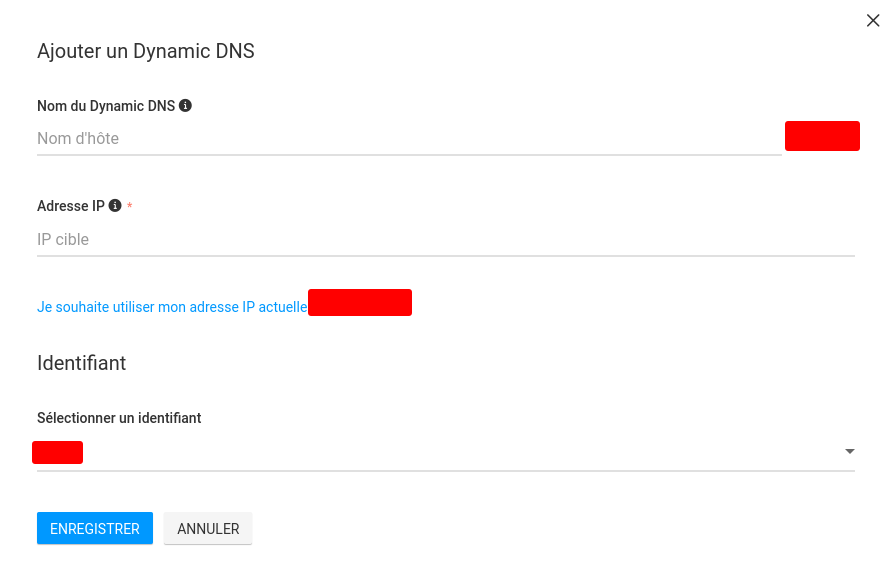 Ajouter un Dynamic DNS
Nom du Dynamic DNS
Nom d'hôte
Adresse IP *
IP cible
Je souhaite utiliser mon adresse IP actuelle
Identifiant
Sélectionner un identifiant
ENREGISTRER ANNULER